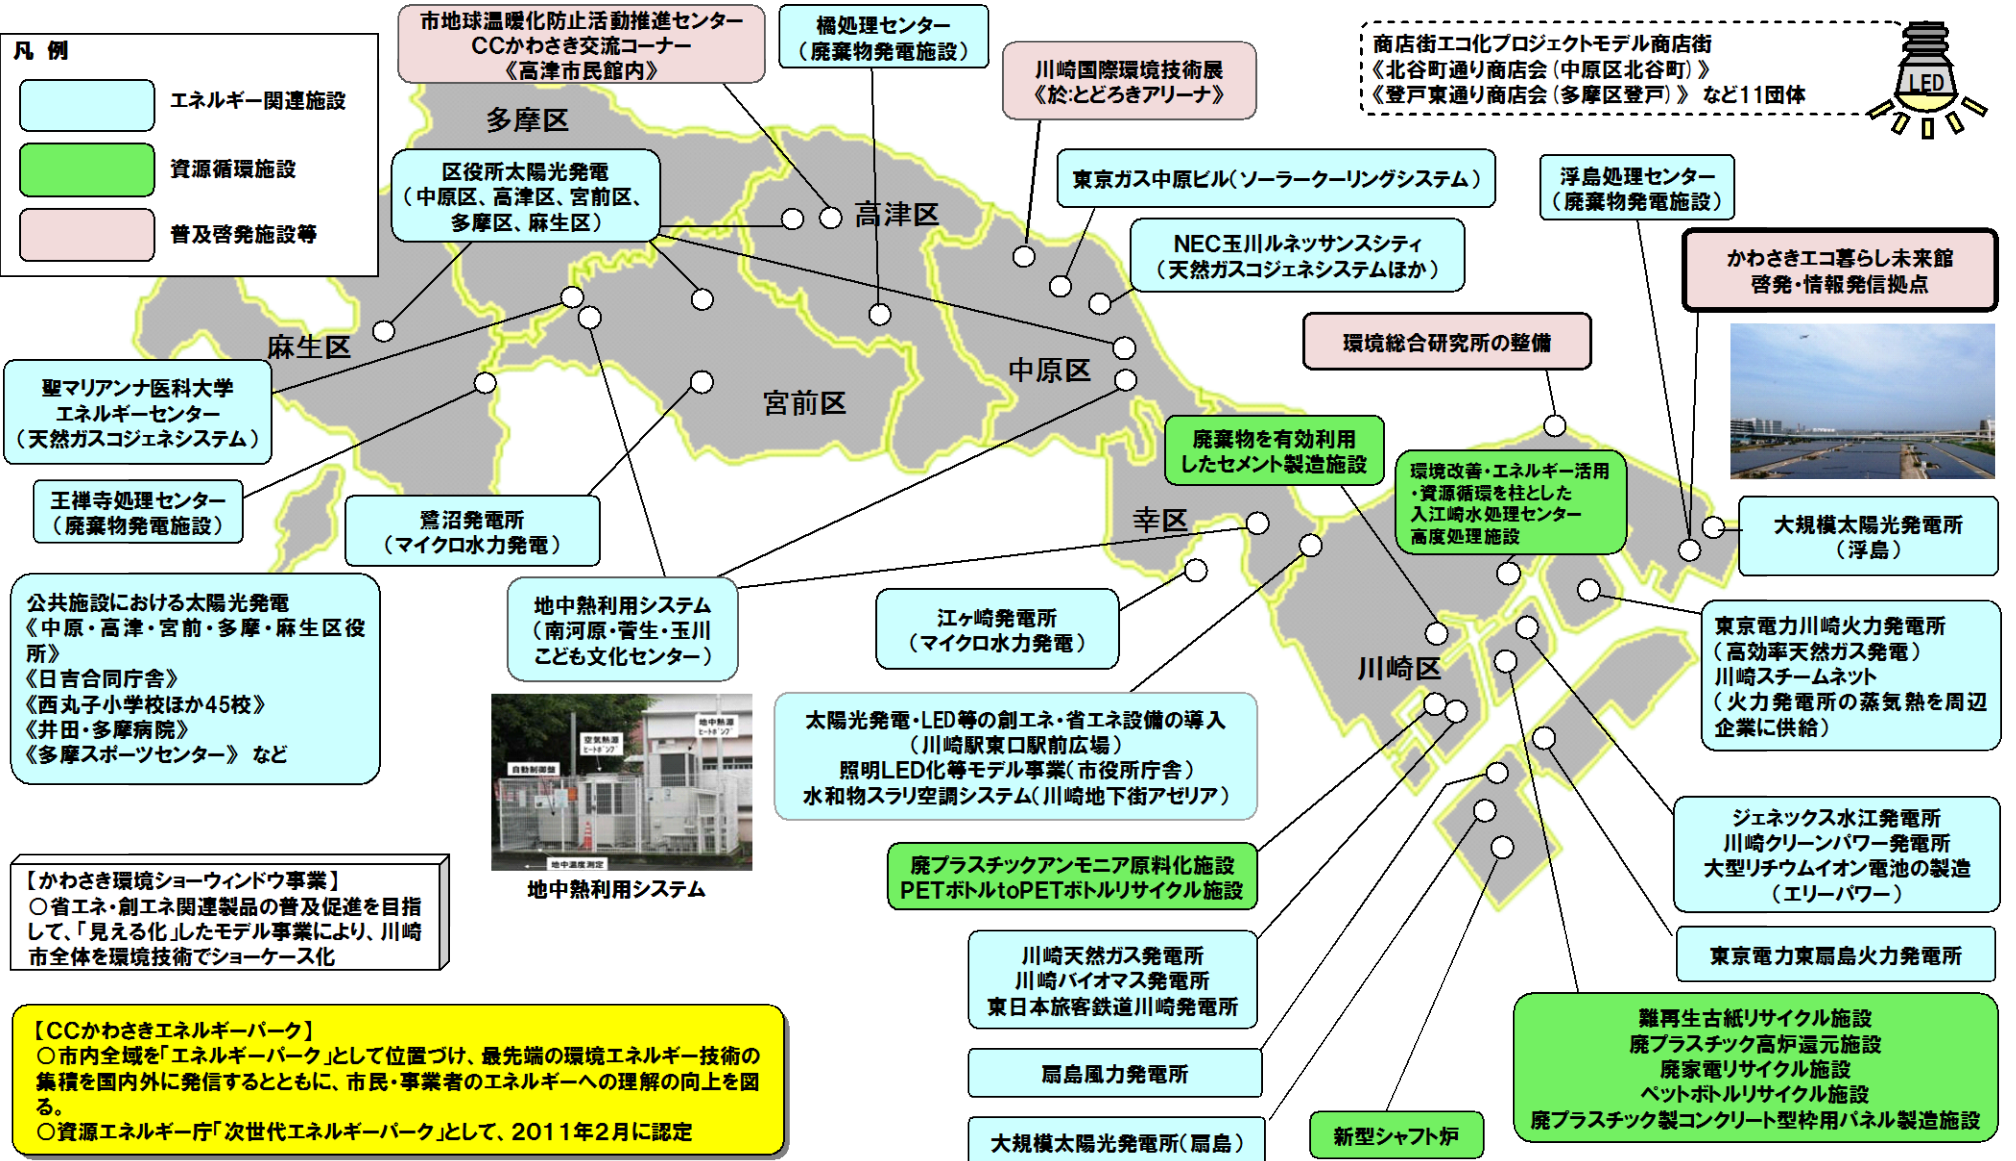 凡 例
エネルギー関連施設
資源循環施設
普及啓発施設等
市地球温暖化防止活動推進センター
CCかわさき交流コーナー
《高津市民館内》
橘処理センター
（廃棄物発電施設）
川崎国際環境技術展
《於:とどろきアリーナ》
商店街エコ化プロジェクトモデル商店街
《北谷町通り商店会（中原区北谷町）》
《登戸東通り商店会（多摩区登戸）》 など11団体
LED
多摩区
区役所太陽光発電
（中原区、高津区、宮前区、
多摩区、麻生区）
高津区
東京ガス中原ビル（ソーラークーリングシステム）
浮島処理センター
（廃棄物発電施設）
NEC玉川ルネッサンスシティ
（天然ガスコジェネシステムほか）
かわさきエコ暮らし未来館
啓発・情報発信拠点
麻生区
環境総合研究所の整備
中原区
宮前区
聖マリアンナ医科大学
エネルギーセンター
（天然ガスコジェネシステム）
廃棄物を有効利用
したセメント製造施設
環境改善・エネルギー活用
・資源循環を柱とした
入江崎水処理センター
高度処理施設
王禅寺処理センター
（廃棄物発電施設）
鷺沼発電所
（マイクロ水力発電）
幸区
大規模太陽光発電所
（浮島）
公共施設における太陽光発電
《中原・高津・宮前・多摩・麻生区役
所》
《日吉合同庁舎》
《西丸子小学校ほか45校》
《井田・多摩病院》
《多摩スポーツセンター》 など
地中熱利用システム
（南河原・菅生・玉川
こども文化センター）
江ヶ崎発電所
（マイクロ水力発電）
東京電力川崎火力発電所
（高効率天然ガス発電）
川崎スチームネット
（火力発電所の蒸気熱を周辺
企業に供給）
川崎区
太陽光発電・LED等の創エネ・省エネ設備の導入
（川崎駅東口駅前広場）
照明LED化等モデル事業（市役所庁舎）
水和物スラリ空調システム（川崎地下街アゼリア）
地中熱源
ヒートポンプ
空気熱源
ヒートポンプ
自動制御盤
地中温度測定
地中熱利用システム
ジェネックス水江発電所
川崎クリーンパワー発電所
大型リチウムイオン電池の製造
（エリーパワー）
廃プラスチックアンモニア原料化施設
PETボトルtoPETボトルリサイクル施設
【かわさき環境ショーウィンドウ事業】
○省エネ・創エネ関連製品の普及促進を目指
して、「見える化」したモデル事業により、川崎
市全体を環境技術でショーケース化
川崎天然ガス発電所
川崎バイオマス発電所
東日本旅客鉄道川崎発電所
東京電力東扇島火力発電所
【CCかわさきエネルギーパーク】
○市内全域を「エネルギーパーク」として位置づけ、最先端の環境エネルギー技術の
集積を国内外に発信するとともに、市民・事業者のエネルギーへの理解の向上を図
る。
○資源エネルギー庁「次世代エネルギーパーク」として、2011年2月に認定
扇島風力発電所
大規模太陽光発電所（扇島）
新型シャフト炉
難再生古紙リサイクル施設
廃プラスチック高炉還元施設
廃家電リサイクル施設
ペットボトルリサイクル施設
廃プラスチック製コンクリート型枠用パネル製造施設